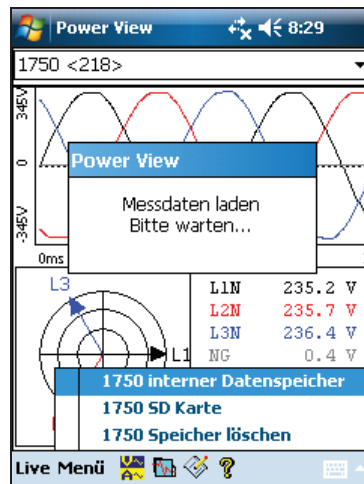 Power View 8:29
1750 <218>
345V
0
-345V
0ms
Power View
Messdaten laden
Bitte warten...
L3
L1
L1N 235.2 V
L2N 235.7 V
L3N 236.4 V
NG 0.4 V
1750 interner Datenspeicher
1750 SD Karte
1750 Speicher löschen
Live Menü